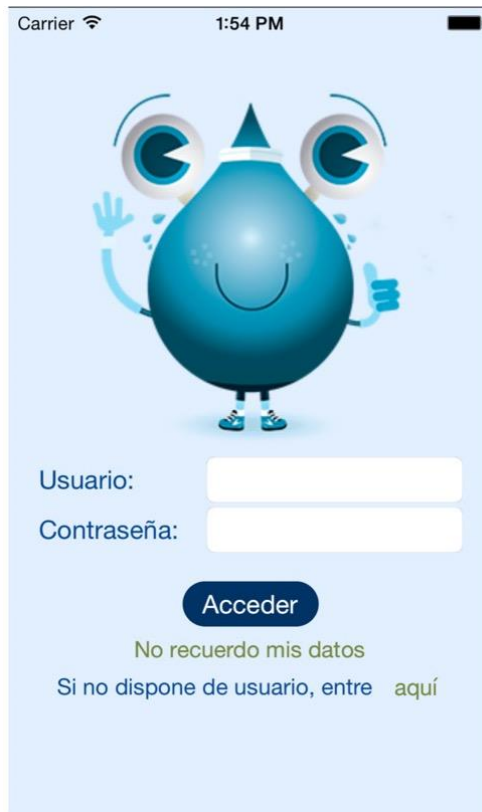 Carrier 1:54 PM
Usuario:
Contraseña:
Acceder
No recuerdo mis datos
Si no dispone de usuario, entre aquí